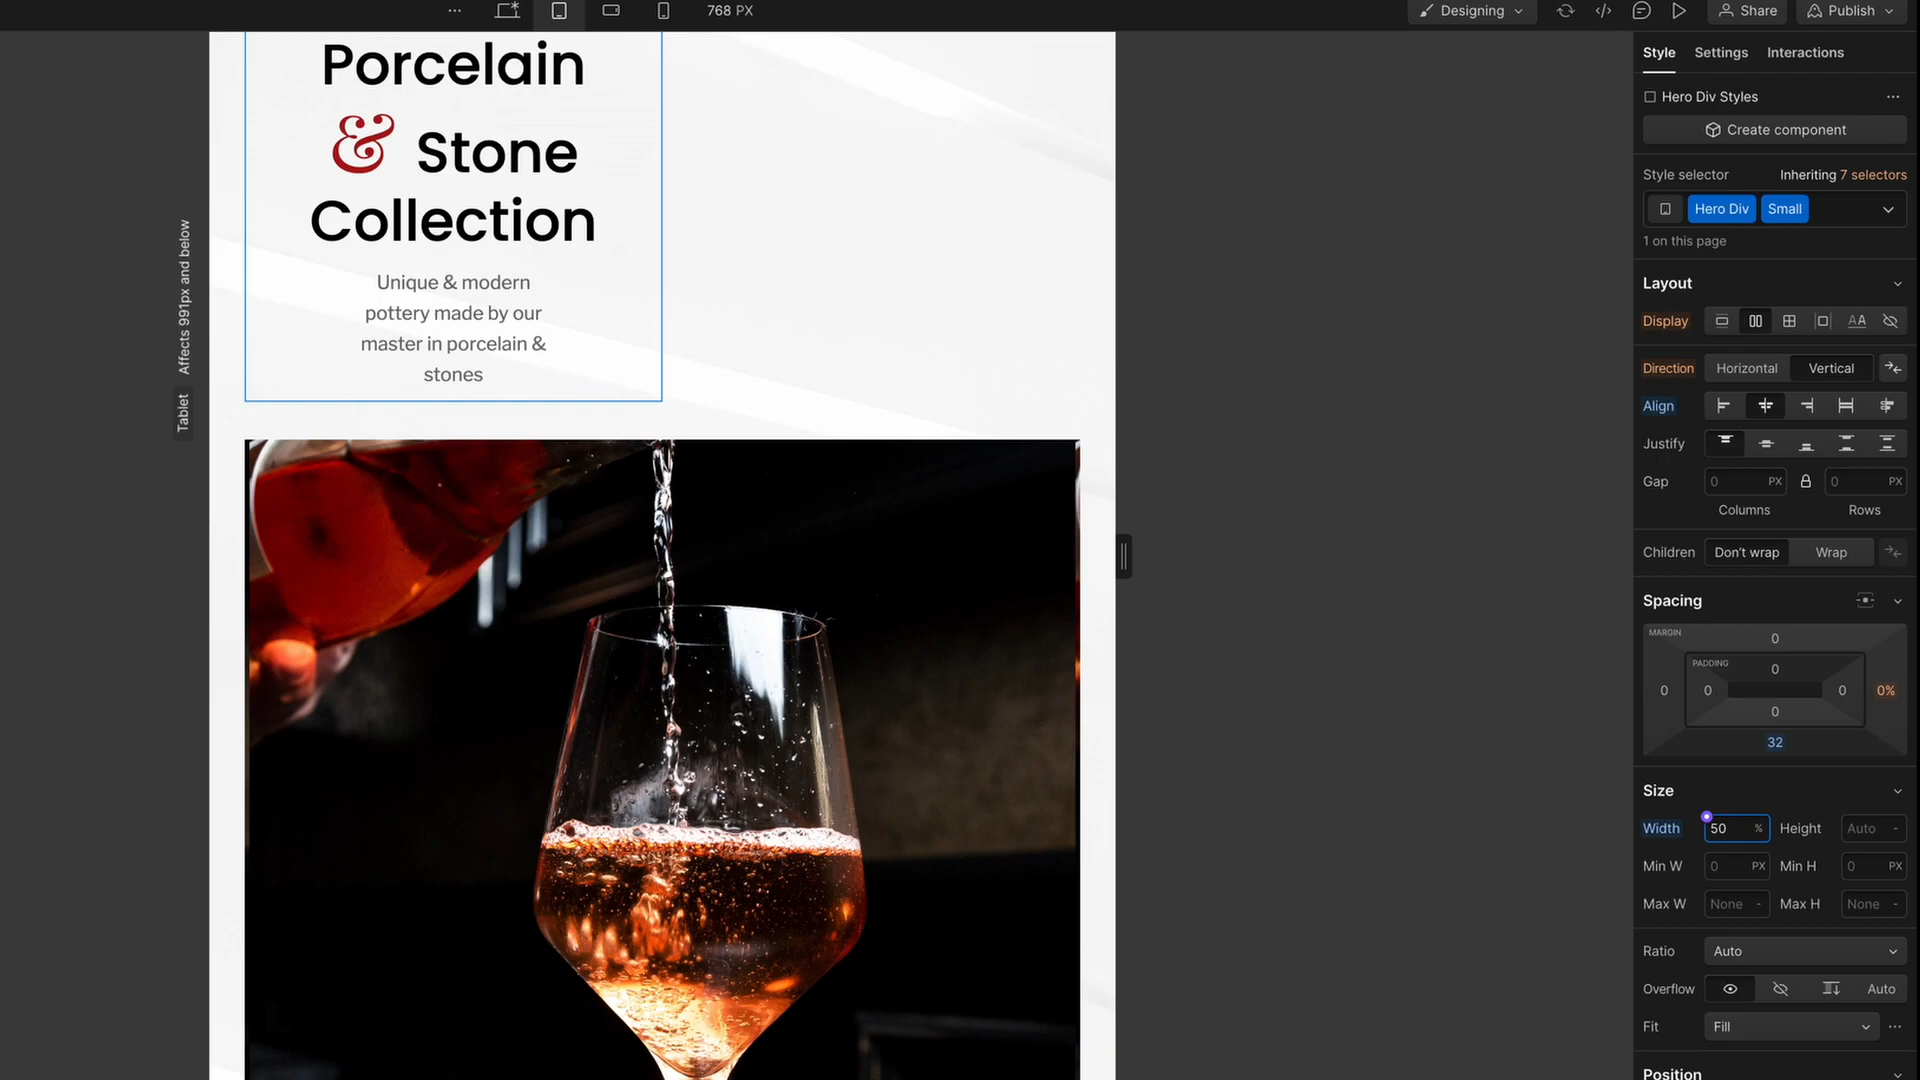 768 PX
Designing
Share
Publish
Porcelain
& Stone
Collection
Unique & modern
pottery made by our
master in porcelain &
stones
Affects 991px and below
Tablet
Style Settings Interactions
Hero Div Styles
Create component
Style selector Inheriting 7 selectors
Hero Div Small
1 on this page
Layout
Display AA
Direction Horizontal Vertical
Align
Justify
Gap 0 PX 0 PX
Columns Rows
Children Don't wrap Wrap
Spacing
MARGIN 0
PADDING 0
0 0 0 0%
0
32
Size
Width 50 % Height Auto -
Min W 0 PX Min H 0 PX
Max W None - Max H None -
Ratio Auto
Overflow Auto
Fit Fill
Position